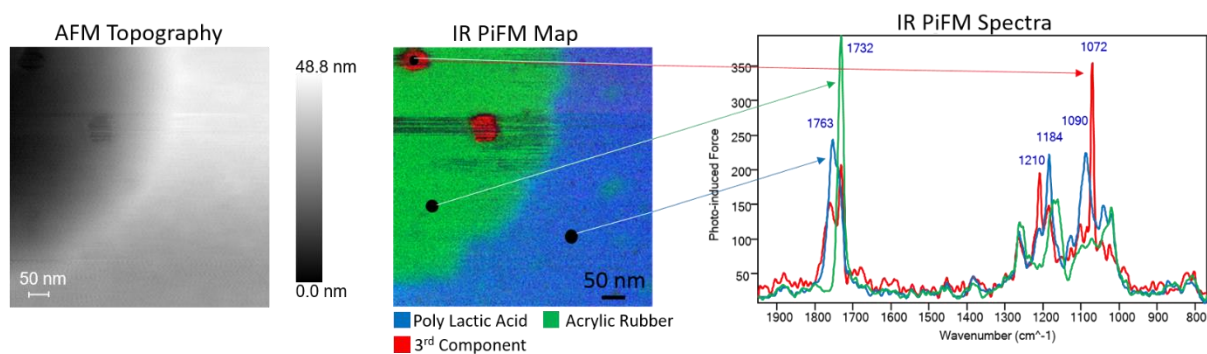 AFM Topography
48.8 nm
0.0 nm
50 nm
IR PiFM Map
50 nm
Poly Lactic Acid
Acrylic Rubber
3rd Component
IR PiFM Spectra
1732
1072
1763
1184
1090
1210
Photo-induced Force
350
300
250
200
150
100
50
1900 1800 1700 1600 1500 1400 1300 1200 1100 1000 900 800
Wavenumber (cm^-1)